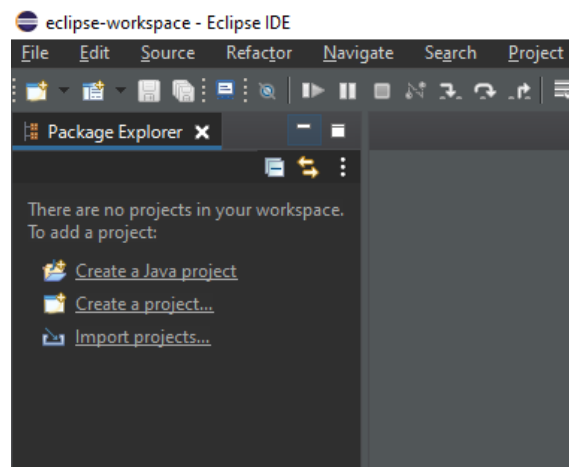 eclipse-workspace - Eclipse IDE
File Edit Source Refactor Navigate Search Project
Package Explorer
There are no projects in your workspace.
To add a project:
Create a Java project
Create a project...
Import projects...